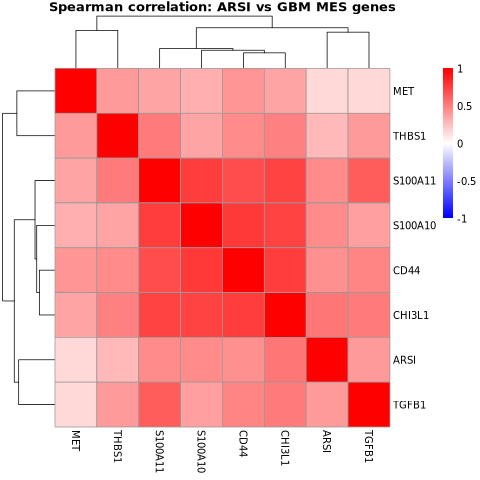 Spearman correlation: ARSI vs GBM MES genes
MET
THBS1
S100A11
S100A10
CD44
CHI3L1
ARSI
TGFB1
1
0.5
0
-0.5
-1
MET
THBS1
S100A11
S100A10
CD44
CHI3L1
ARSI
TGFB1